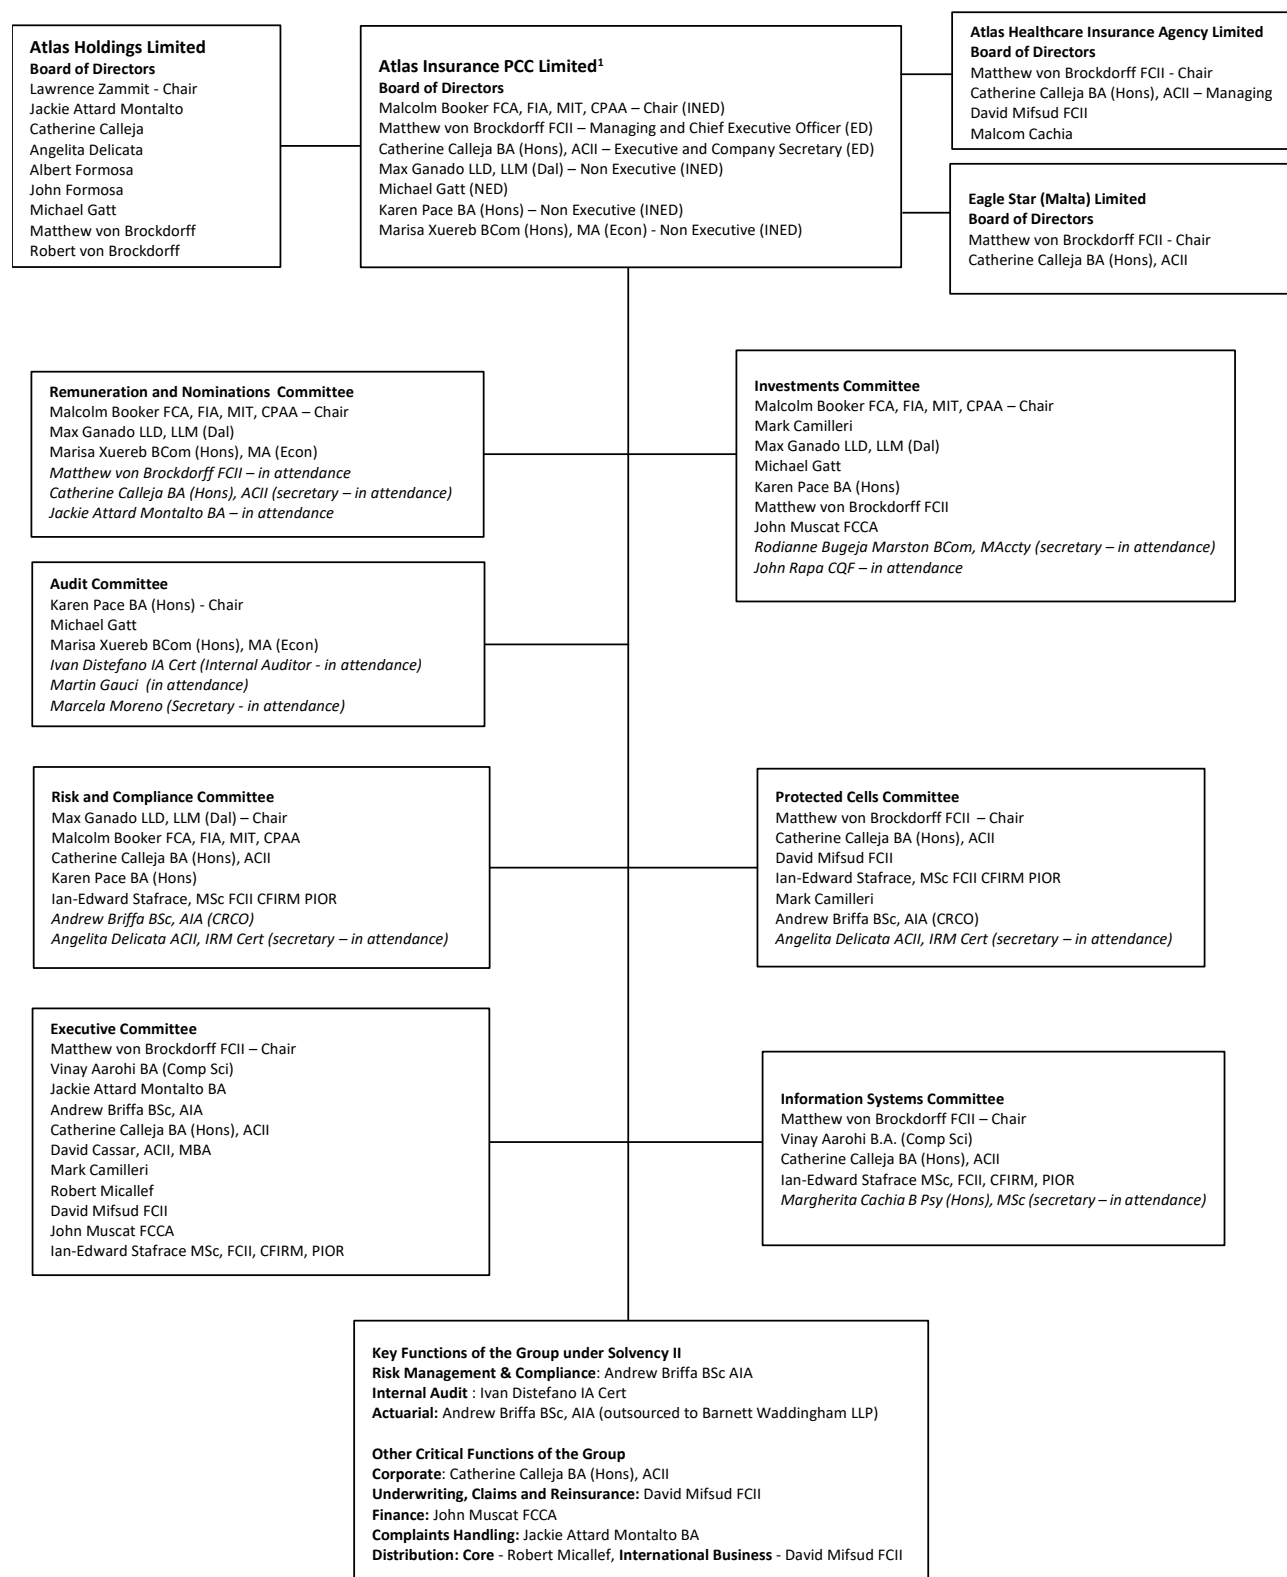 Atlas Holdings Limited
Board of Directors
Lawrence Zammit - Chair
Jackie Attard Montalto
Catherine Calleja
Angelita Delicata
Albert Formosa
John Formosa
Michael Gatt
Matthew von Brockdorff
Robert von Brockdorff
Atlas Insurance PCC Limited¹
Board of Directors
Malcolm Booker FCA, FIA, MIT, CPAA – Chair (INED)
Matthew von Brockdorff FCII – Managing and Chief Executive Officer (ED)
Catherine Calleja BA (Hons), ACII – Executive and Company Secretary (ED)
Max Ganado LLD, LLM (Dal) – Non Executive (INED)
Michael Gatt (NED)
Karen Pace BA (Hons) – Non Executive (INED)
Marisa Xuereb BCom (Hons), MA (Econ) - Non Executive (INED)
Atlas Healthcare Insurance Agency Limited
Board of Directors
Matthew von Brockdorff FCII - Chair
Catherine Calleja BA (Hons), ACII – Managing
David Mifsud FCII
Malcom Cachia
Eagle Star (Malta) Limited
Board of Directors
Matthew von Brockdorff FCII - Chair
Catherine Calleja BA (Hons), ACII
Remuneration and Nominations Committee
Malcolm Booker FCA, FIA, MIT, CPAA – Chair
Max Ganado LLD, LLM (Dal)
Marisa Xuereb BCom (Hons), MA (Econ)
Matthew von Brockdorff FCII – in attendance
Catherine Calleja BA (Hons), ACII (secretary – in attendance)
Jackie Attard Montalto BA – in attendance
Investments Committee
Malcolm Booker FCA, FIA, MIT, CPAA – Chair
Mark Camilleri
Max Ganado LLD, LLM (Dal)
Michael Gatt
Karen Pace BA (Hons)
Matthew von Brockdorff FCII
John Muscat FCCA
Rodianne Bugeja Marston BCom, MAccty (secretary – in attendance)
John Rapa CQF – in attendance
Audit Committee
Karen Pace BA (Hons) - Chair
Michael Gatt
Marisa Xuereb BCom (Hons), MA (Econ)
Ivan Distefano IA Cert (Internal Auditor - in attendance)
Martin Gauci (in attendance)
Marcela Moreno (Secretary - in attendance)
Risk and Compliance Committee
Max Ganado LLD, LLM (Dal) – Chair
Malcolm Booker FCA, FIA, MIT, CPAA
Catherine Calleja BA (Hons), ACII
Karen Pace BA (Hons)
Ian-Edward Stafrace, MSc FCII CFIRM PIOR
Andrew Briffa BSc, AIA (CRCO)
Angelita Delicata ACII, IRM Cert (secretary – in attendance)
Protected Cells Committee
Matthew von Brockdorff FCII – Chair
Catherine Calleja BA (Hons), ACII
David Mifsud FCII
Ian-Edward Stafrace, MSc FCII CFIRM PIOR
Mark Camilleri
Andrew Briffa BSc, AIA (CRCO)
Angelita Delicata ACII, IRM Cert (secretary – in attendance)
Executive Committee
Matthew von Brockdorff FCII – Chair
Vinay Aarohi BA (Comp Sci)
Jackie Attard Montalto BA
Andrew Briffa BSc, AIA
Catherine Calleja BA (Hons), ACII
David Cassar, ACII, MBA
Mark Camilleri
Robert Micallef
David Mifsud FCII
John Muscat FCCA
Ian-Edward Stafrace MSc, FCII, CFIRM, PIOR
Information Systems Committee
Matthew von Brockdorff FCII – Chair
Vinay Aarohi B.A. (Comp Sci)
Catherine Calleja BA (Hons), ACII
Ian-Edward Stafrace MSc, FCII, CFIRM, PIOR
Margherita Cachia B Psy (Hons), MSc (secretary – in attendance)
Key Functions of the Group under Solvency II
Risk Management & Compliance: Andrew Briffa BSc AIA
Internal Audit : Ivan Distefano IA Cert
Actuarial: Andrew Briffa BSc, AIA (outsourced to Barnett Waddingham LLP)
Other Critical Functions of the Group
Corporate: Catherine Calleja BA (Hons), ACII
Underwriting, Claims and Reinsurance: David Mifsud FCII
Finance: John Muscat FCCA
Complaints Handling: Jackie Attard Montalto BA
Distribution: Core - Robert Micallef, International Business - David Mifsud FCII